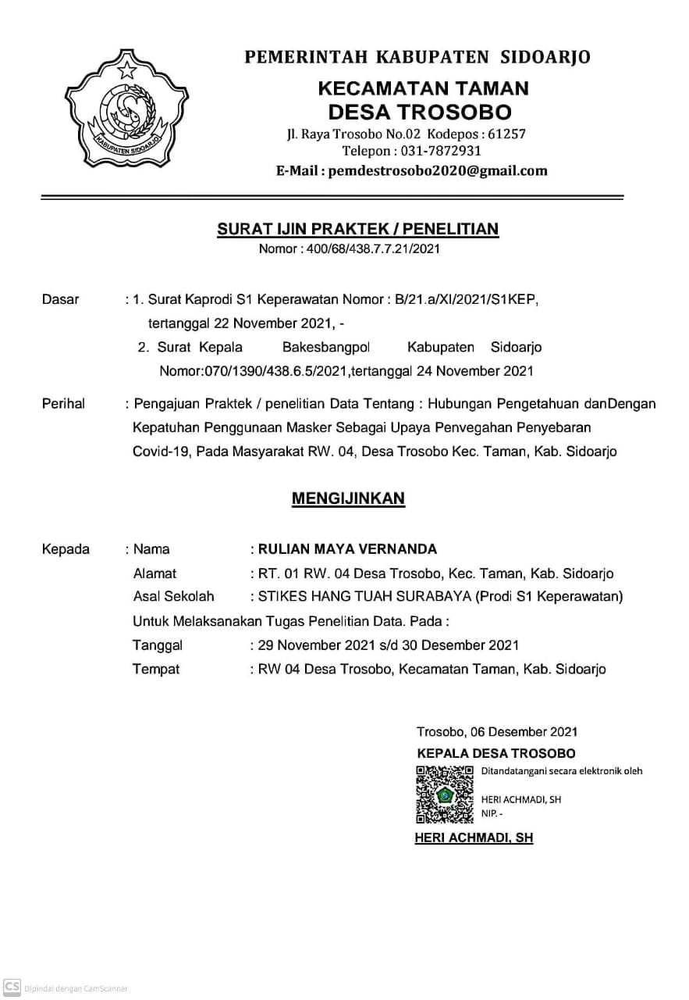 PEMERINTAH KABUPATEN SIDOARJO
KECAMATAN TAMAN
DESA TROSOBO
Jl. Raya Trosobo No.02 Kodepos : 61257
Telepon : 031-7872931
E-Mail : pemdestrosobo2020@gmail.com
KABUPATEN SIDOARJO
SURAT IJIN PRAKTEK / PENELITIAN
Nomor : 400/68/438.7.7.21/2021
Dasar : 1. Surat Kaprodi S1 Keperawatan Nomor : B/21.a/XI/2021/S1KEP,
tertanggal 22 November 2021, -
2. Surat Kepala Bakesbangpol Kabupaten Sidoarjo
Nomor:070/1390/438.6.5/2021,tertanggal 24 November 2021
Perihal : Pengajuan Praktek / penelitian Data Tentang : Hubungan Pengetahuan danDengan
Kepatuhan Penggunaan Masker Sebagai Upaya Penvegahan Penyebaran
Covid-19, Pada Masyarakat RW. 04, Desa Trosobo Kec. Taman, Kab. Sidoarjo
MENGIJINKAN
Kepada : Nama : RULIAN MAYA VERNANDA
Alamat : RT. 01 RW. 04 Desa Trosobo, Kec. Taman, Kab. Sidoarjo
Asal Sekolah : STIKES HANG TUAH SURABAYA (Prodi S1 Keperawatan)
Untuk Melaksanakan Tugas Penelitian Data. Pada :
Tanggal : 29 November 2021 s/d 30 Desember 2021
Tempat : RW 04 Desa Trosobo, Kecamatan Taman, Kab. Sidoarjo
Trosobo, 06 Desember 2021
KEPALA DESA TROSOBO
Ditandatangani secara elektronik oleh
HERI ACHMADI, SH
NIP. -
HERI ACHMADI, SH
CS Dipindai dengan CamScanner